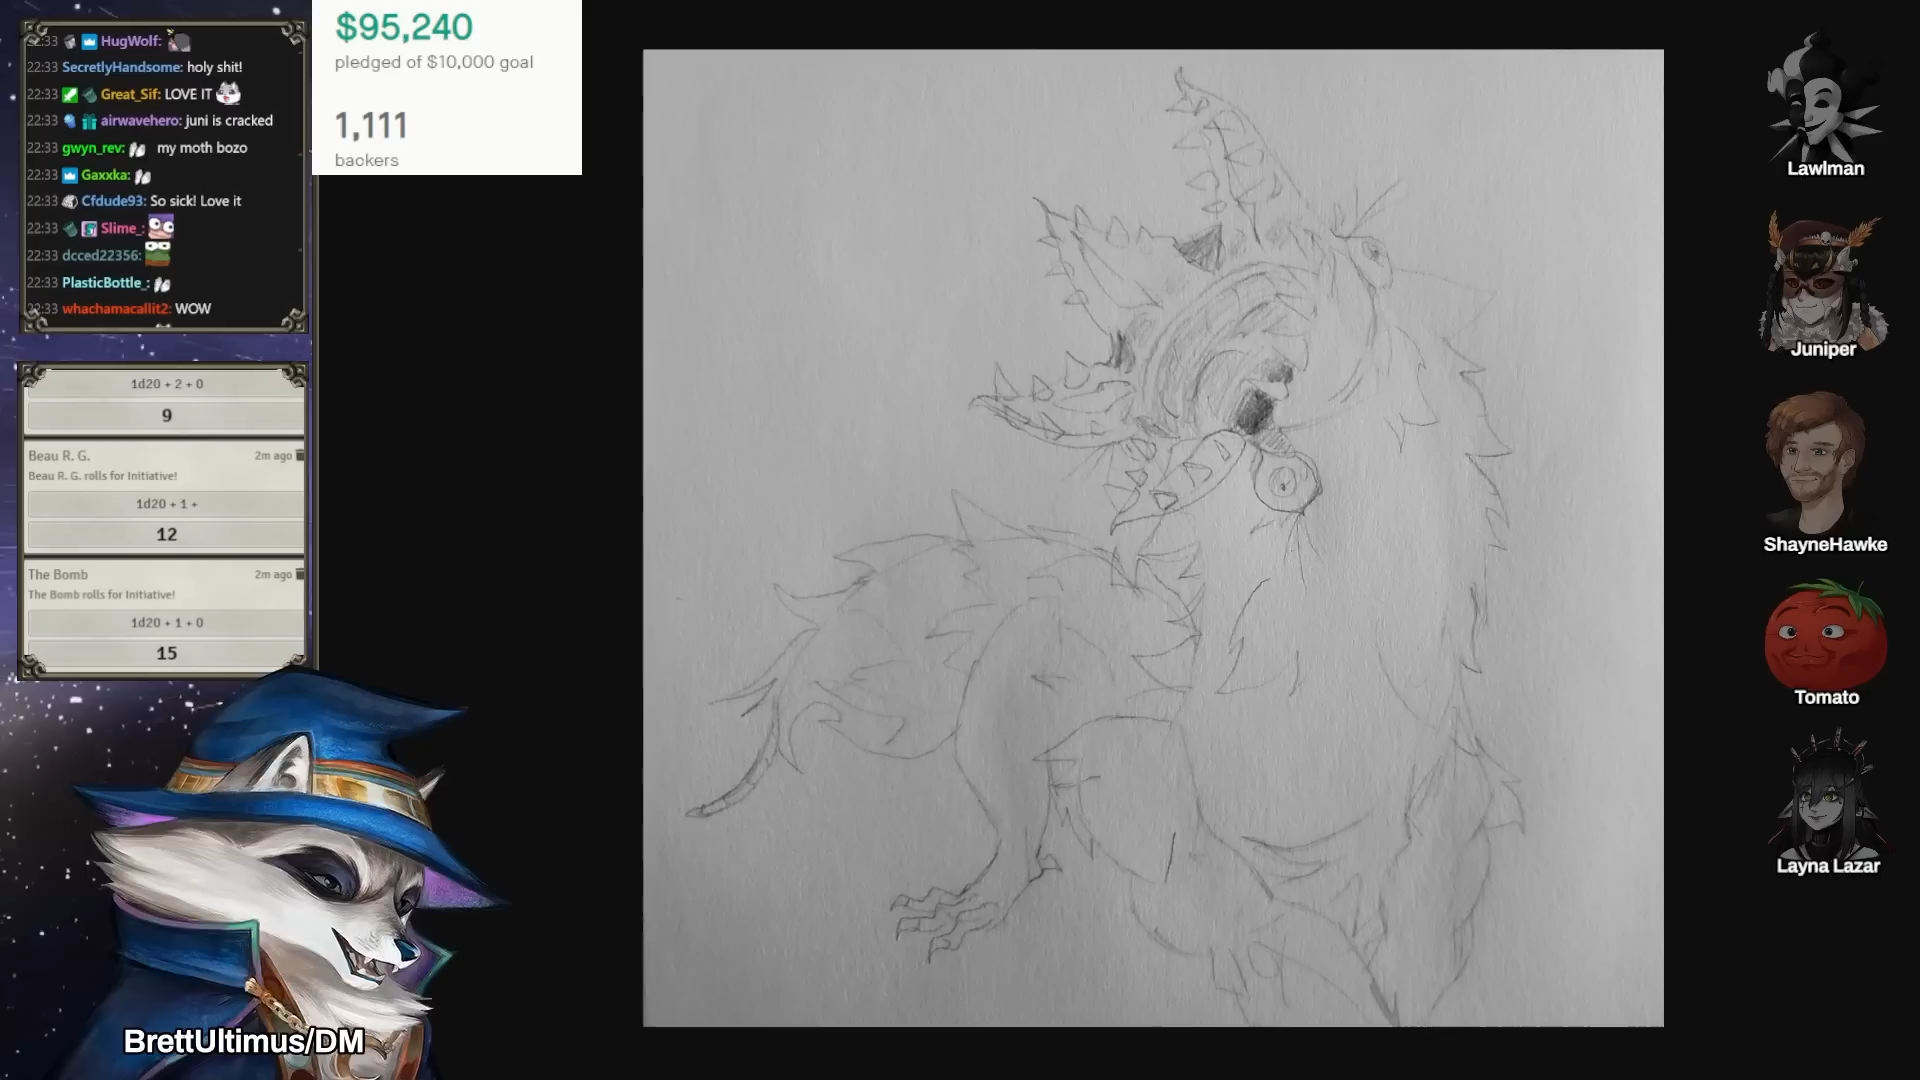 22:33 HugWolf:
22:33 SecretlyHandsome: holy shit!
22:33 Great_Sif: LOVE IT
22:33 airwavehero: juni is cracked
22:33 gwyn_rev: my moth bozo
22:33 Gaxxka:
22:33 Cfdude93: So sick! Love it
22:33 Slime_:
22:33 dcced22356:
22:33 PlasticBottle_:
22:33 whachamacallit2: WOW
$95,240
pledged of $10,000 goal
1,111
backers
1d20 + 2 + 0
9
Beau R. G. 2m ago
Beau R. G. rolls for Initiative!
1d20 + 1 +
12
The Bomb 2m ago
The Bomb rolls for Initiative!
1d20 + 1 + 0
15
BrettUltimus/DM
Lawlman
Juniper
ShayneHawke
Tomato
Layna Lazar